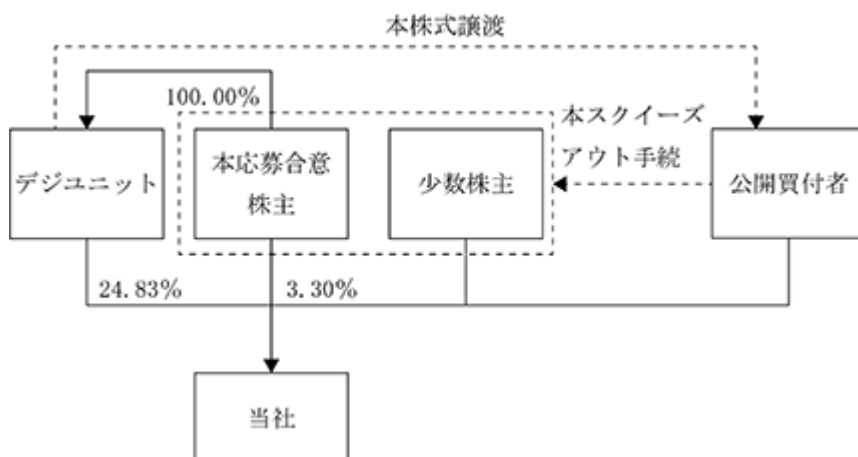 本株式譲渡
100.00%
本スクイーズ
アウト手続
デジユニット
本応募合意
株主
少数株主
公開買付者
24.83%
3.30%
当社